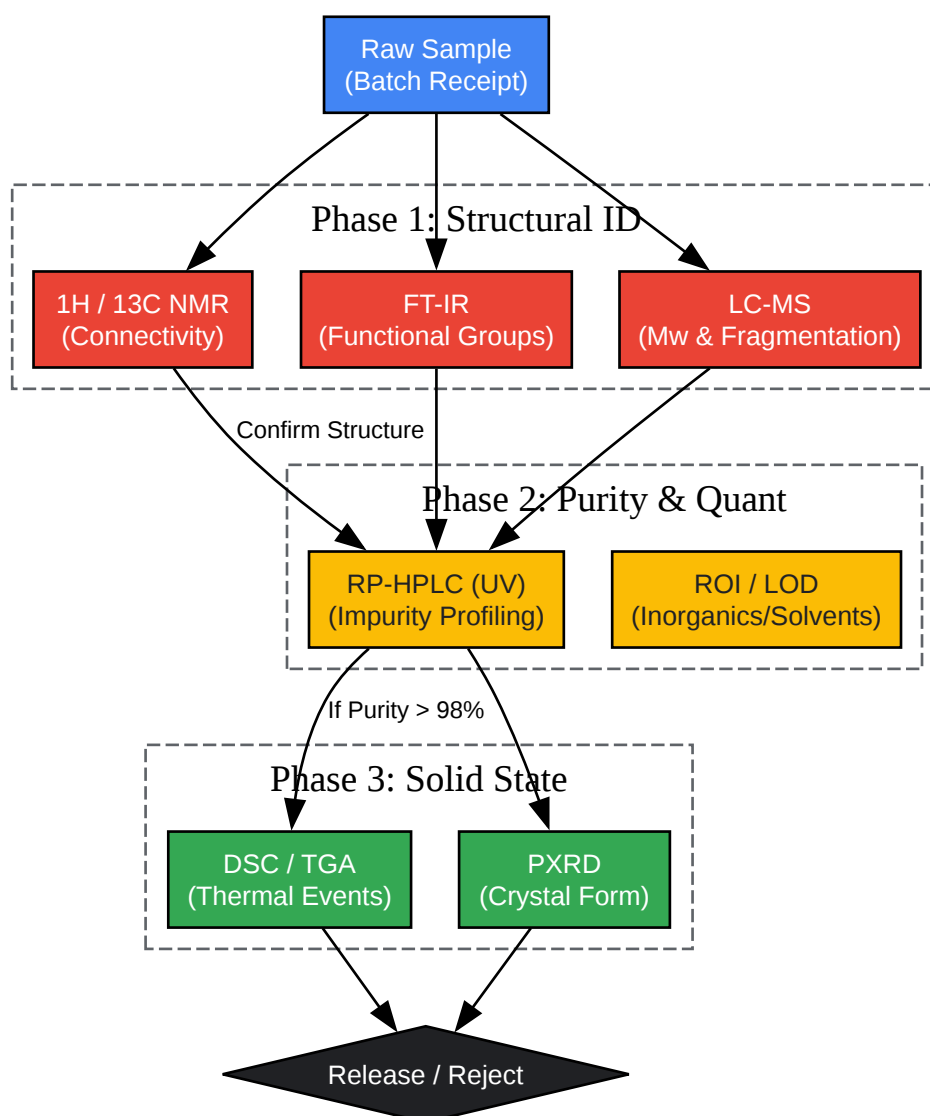 Raw Sample
(Batch Receipt)
Phase 1: Structural ID
1H / 13C NMR
(Connectivity)
FT-IR
(Functional Groups)
LC-MS
(Mw & Fragmentation)
Confirm Structure
Phase 2: Purity & Quant
RP-HPLC (UV)
(Impurity Profiling)
ROI / LOD
(Inorganics/Solvents)
If Purity > 98%
Phase 3: Solid State
DSC / TGA
(Thermal Events)
PXRD
(Crystal Form)
Release / Reject